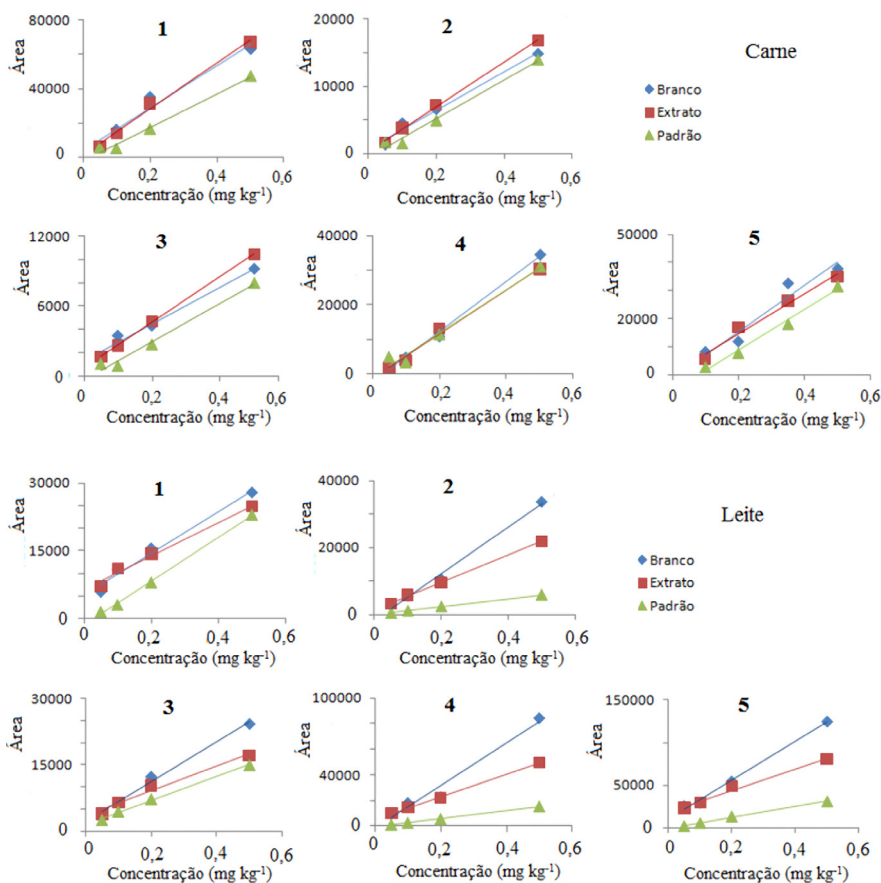 1
Área
80000
40000
0
0 0,2 0,4 0,6
Concentração (mg kg-1)
2
Área
20000
10000
0
0 0,2 0,4 0,6
Concentração (mg kg-1)
Carne
Branco
Extrato
Padrão
3
Área
12000
6000
0
0 0,2 0,4 0,6
Concentração (mg kg-1)
4
Área
40000
20000
0
0 0,2 0,4 0,6
Concentração (mg kg-1)
5
Área
50000
20000
0
0 0,2 0,4 0,6
Concentração (mg kg-1)
1
Área
30000
15000
0
0 0,2 0,4 0,6
Concentração (mg kg-1)
2
Área
40000
20000
0
0 0,2 0,4 0,6
Concentração (mg kg-1)
Leite
Branco
Extrato
Padrão
3
Área
30000
15000
0
0 0,2 0,4 0,6
Concentração (mg kg-1)
4
Área
100000
40000
0
0 0,2 0,4 0,6
Concentração (mg kg-1)
5
Área
150000
50000
0
0 0,2 0,4 0,6
Concentração (mg kg-1)